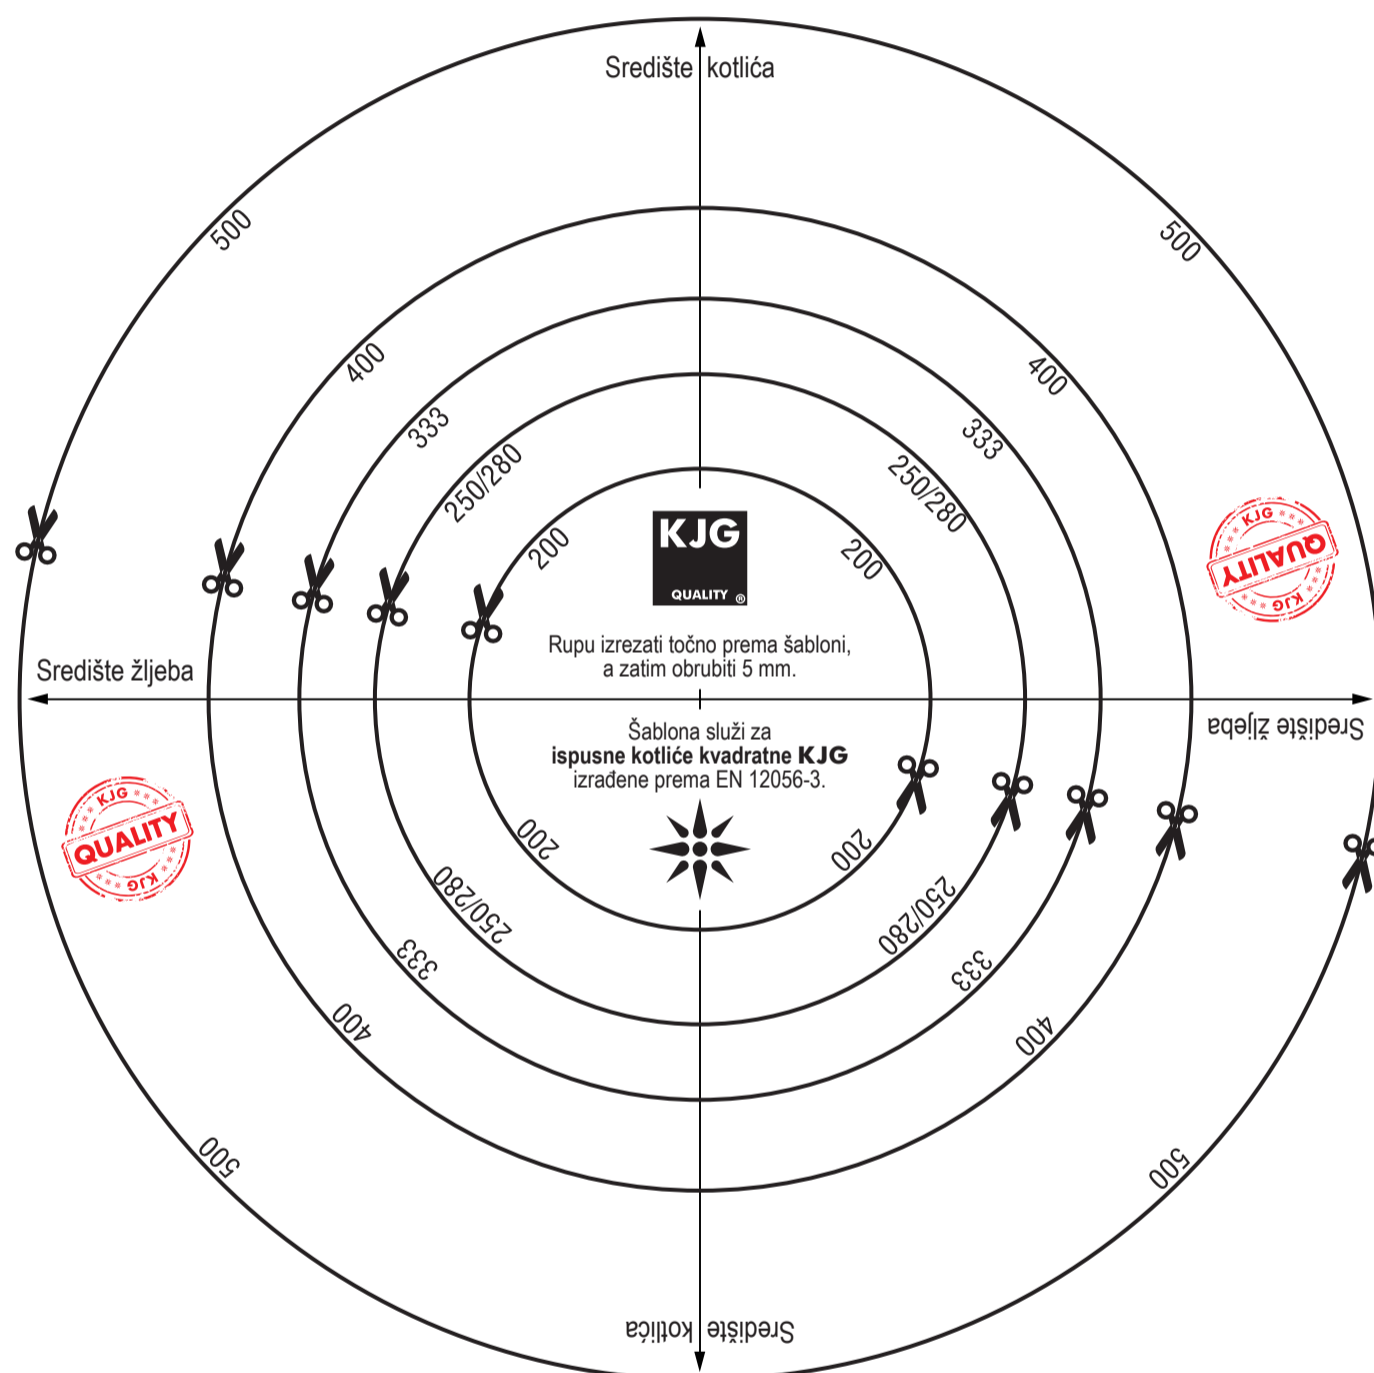 Središte kotlića
500
500
400
400
333
333
250/280
250/280
200
200
KJG
QUALITY ®
KJG
QUALITY
KJG
Rupu izrezati točno prema šabloni,
a zatim obrubiti 5 mm.
Središte žljeba
Središte žljeba
Šablona služi za
ispusne kotliće kvadratne KJG
izrađene prema EN 12056-3.
KJG
QUALITY
KJG
200
200
250/280
250/280
333
333
400
400
500
500
Središte kotlića